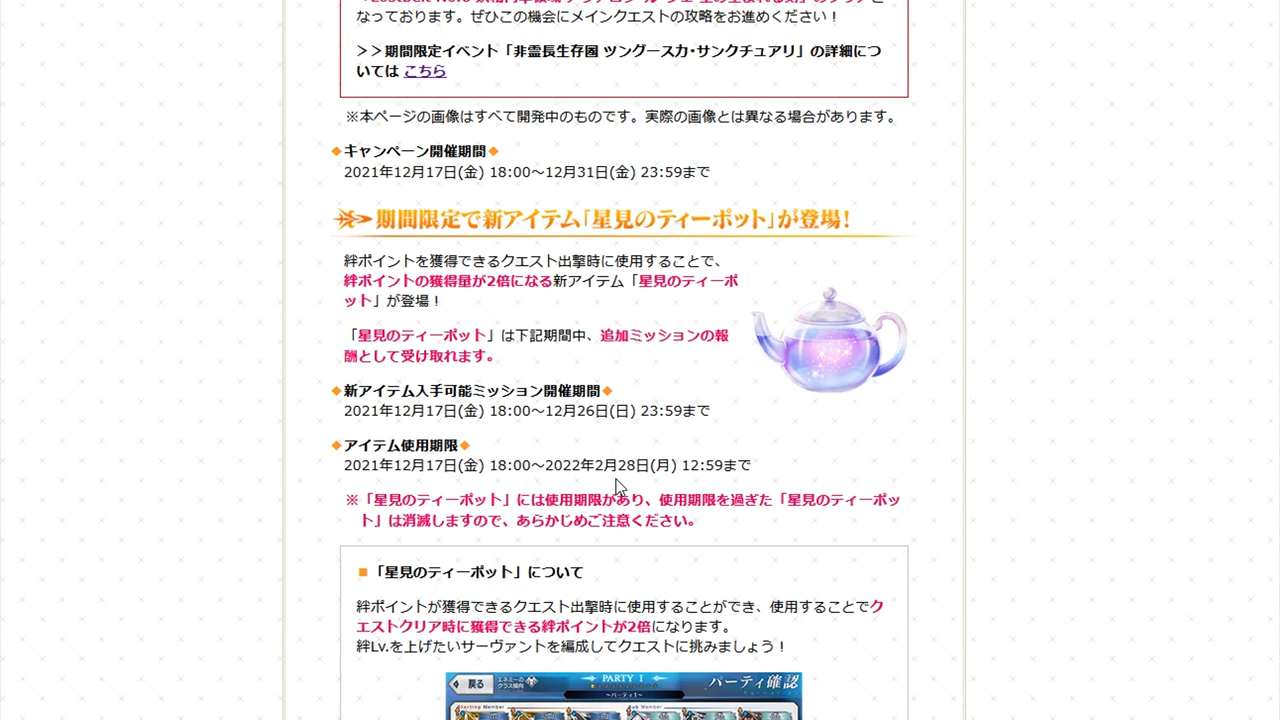 なっております。ぜひこの機会にメインクエストの攻略をお進めください！
＞＞期間限定イベント「非霊長生存圏 ツングースカ・サンクチュアリ」の詳細につ
いては こちら
※本ページの画像はすべて開発中のものです。実際の画像とは異なる場合があります。
◆キャンペーン開催期間◆
2021年12月17日(金) 18:00～12月31日(金) 23:59まで
期間限定で新アイテム「星見のティーポット」が登場！
絆ポイントを獲得できるクエスト出撃時に使用することで、
絆ポイントの獲得量が2倍になる新アイテム「星見のティーポ
ット」が登場！
「星見のティーポット」は下記期間中、追加ミッションの報
酬として受け取れます。
◆新アイテム入手可能ミッション開催期間◆
2021年12月17日(金) 18:00～12月26日(日) 23:59まで
◆アイテム使用期限◆
2021年12月17日(金) 18:00～2022年2月28日(月) 12:59まで
※「星見のティーポット」には使用期限があり、使用期限を過ぎた「星見のティーポッ
ト」は消滅しますので、あらかじめご注意ください。
■「星見のティーポット」について
絆ポイントが獲得できるクエスト出撃時に使用することができ、使用することでク
エストクリア時に獲得できる絆ポイントが2倍になります。
絆Lv.を上げたいサーヴァントを編成してクエストに挑みましょう！
戻る
エネミーの
クラス傾向
PARTY 1
～パーティ1～
パーティ確認
Starting Member
Sub Member